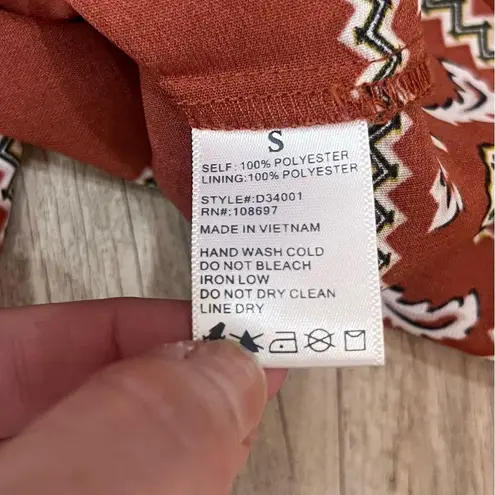 S
SELF: 100% POLYESTER
LINING:100% POLYESTER
STYLE#:D34001
RN#:108697
MADE IN VIETNAM
HAND WASH COLD
DO NOT BLEACH
IRON LOW
DO NOT DRY CLEAN
LINE DRY